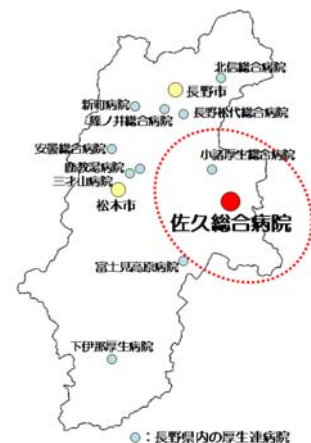 北信総合病院
長野市
新町病院
篠ノ井総合病院
長野松代総合病院
安曇総合病院
小諸厚生総合病院
鹿教湯病院
三才山病院
松本市
佐久総合病院
富士見高原病院
下伊那厚生病院
：長野県内の厚生連病院